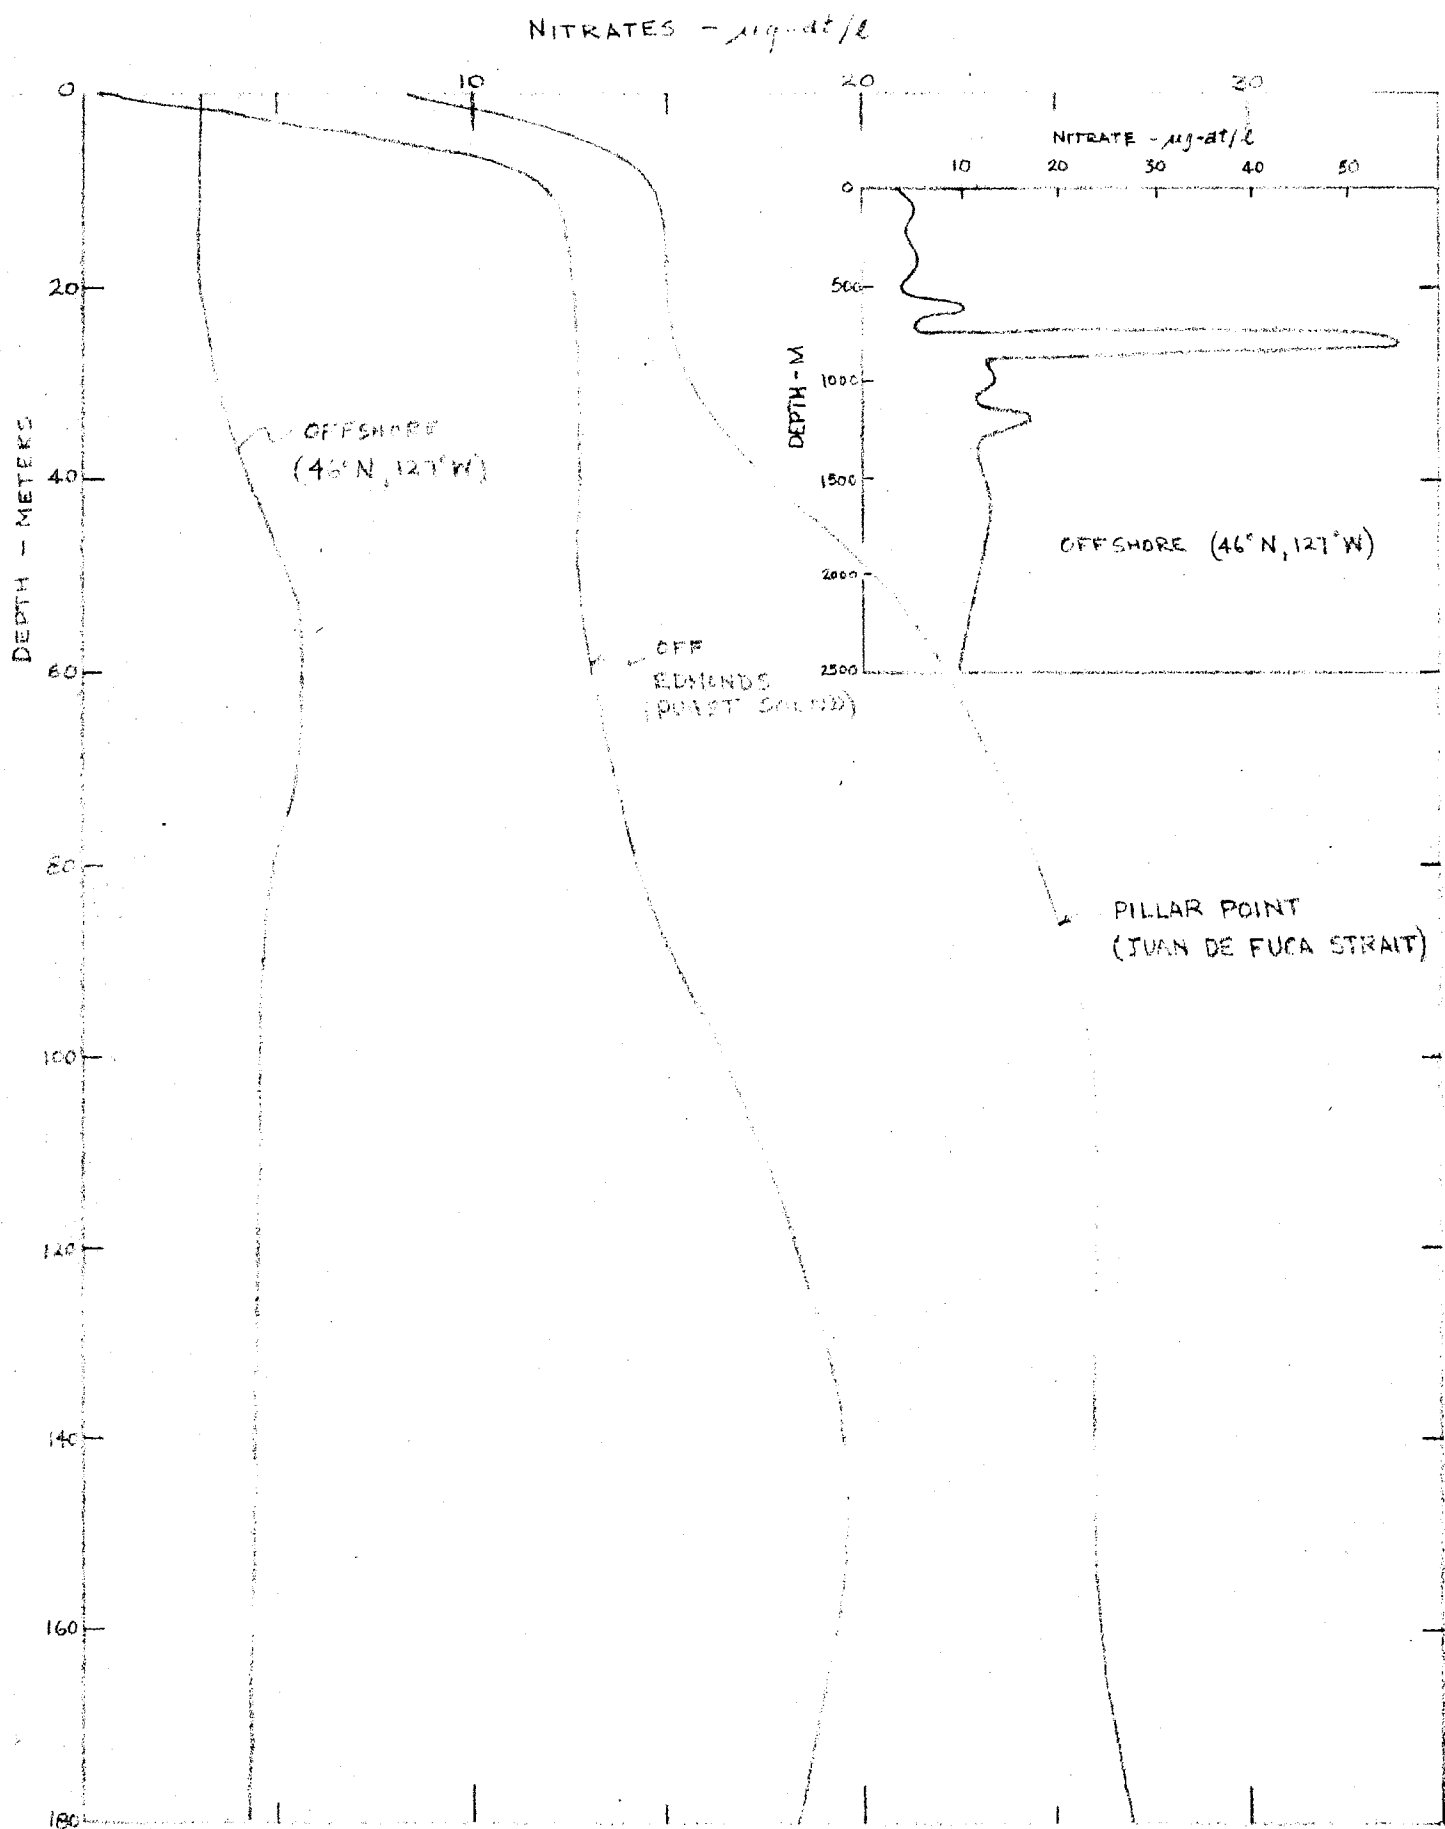 NITRATES - µg-at/l
10
20
30
0
20
40
60
80
100
120
140
160
180
DEPTH - METERS
OFFSHORE
(46°N, 127°W)
OFF
EDMONDS
(PUGET SOUND)
PILLAR POINT
(JUAN DE FUCA STRAIT)
NITRATE - µg-at/l
10 20 30 40 50
0
500
1000
1500
2000
2500
DEPTH - M
OFFSHORE (46°N, 127°W)